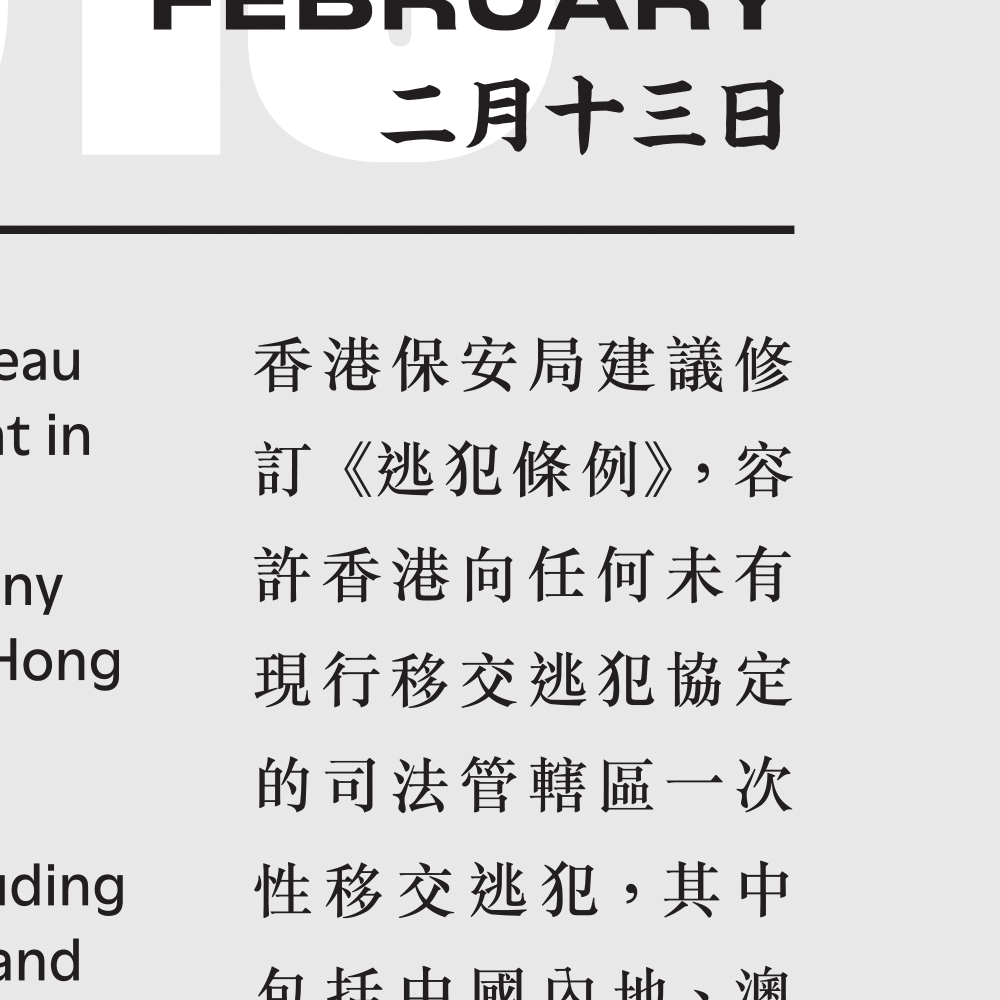 FEBRUARY
二月十三日
eau
t in
ny
Hong
uding
and
香港保安局建議修
訂《逃犯條例》，容
許香港向任何未有
現行移交逃犯協定
的司法管轄區一次
性移交逃犯，其中
包括中國內地、澳